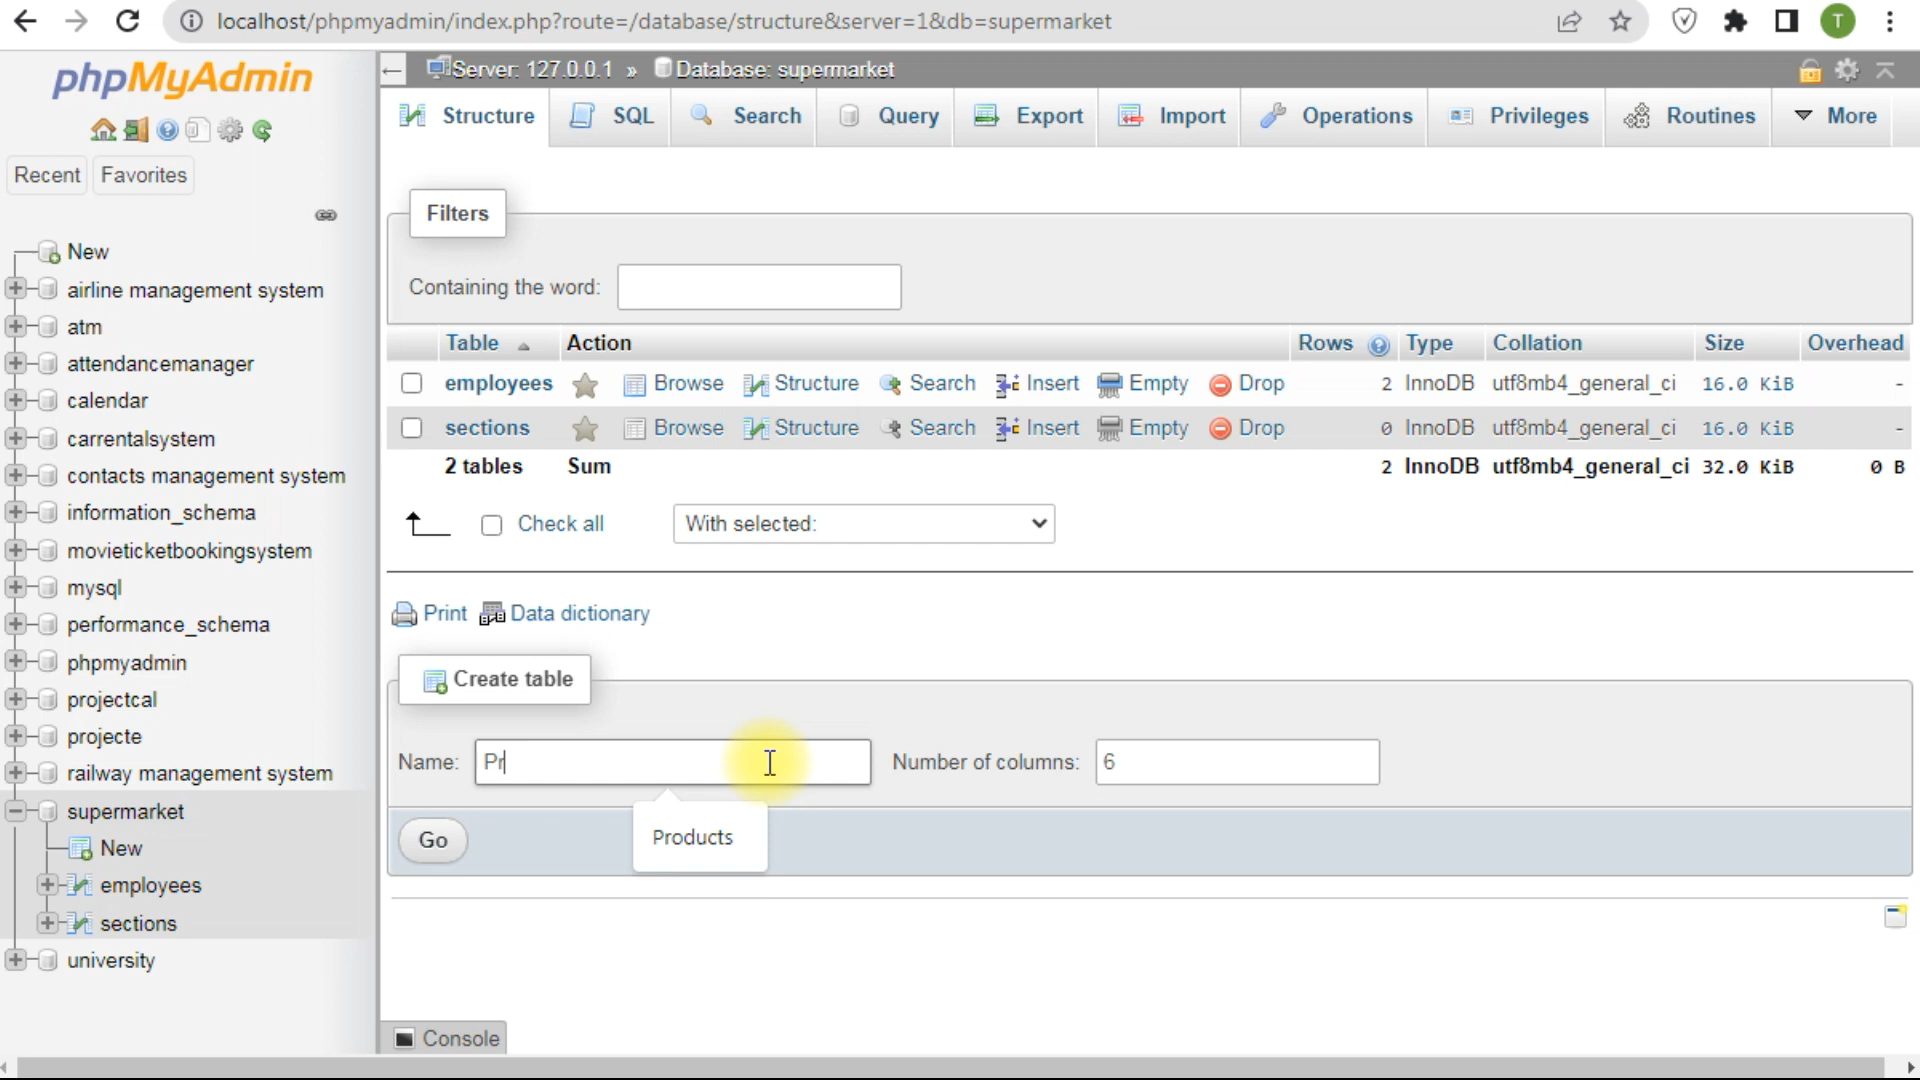 localhost/phpmyadmin/index.php?route=/database/structure&server=1&db=supermarket
T
phpMyAdmin
Recent
Favorites
New
airline management system
atm
attendancemanager
calendar
carrentalsystem
contacts management system
information_schema
movieticketbookingsystem
mysql
performance_schema
phpmyadmin
projectcal
projecte
railway management system
supermarket
New
employees
sections
university
Server: 127.0.0.1 » Database: supermarket
Structure SQL Search Query Export Import Operations Privileges Routines More
Filters
Containing the word:
Table Action Rows Type Collation Size Overhead
employees Browse Structure Search Insert Empty Drop 2 InnoDB utf8mb4_general_ci 16.0 KiB -
sections Browse Structure Search Insert Empty Drop 0 InnoDB utf8mb4_general_ci 16.0 KiB -
2 tables Sum 2 InnoDB utf8mb4_general_ci 32.0 KiB 0 B
Check all With selected:
Print Data dictionary
Create table
Name: Pr Number of columns: 6
Products
Go
Console